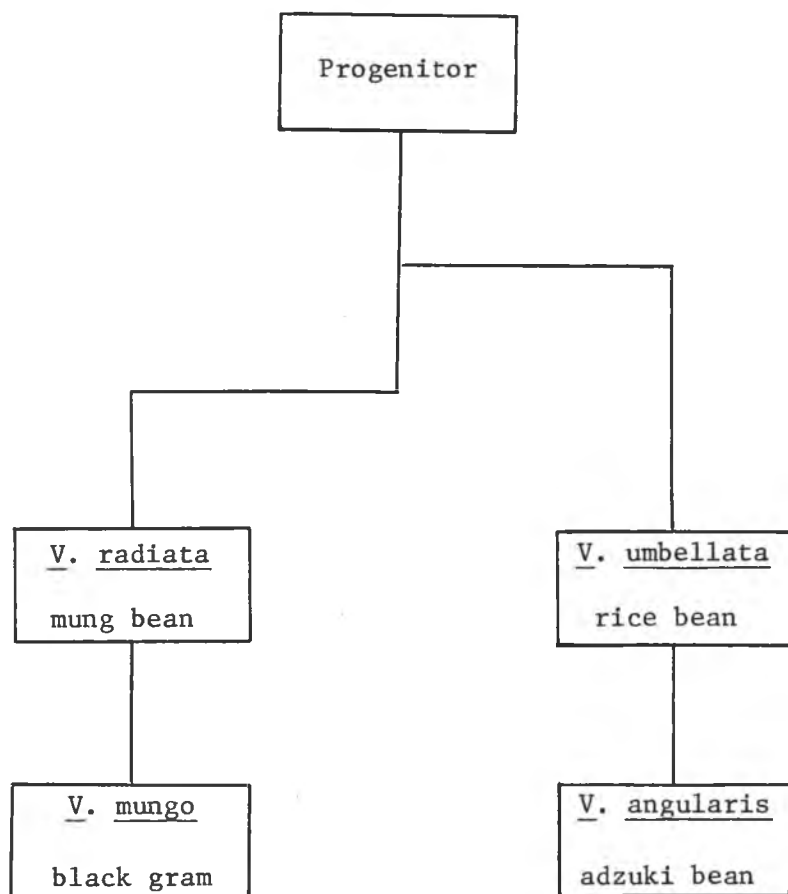 Progenitor
V. radiata
mung bean
V. umbellata
rice bean
V. mungo
black gram
V. angularis
adzuki bean